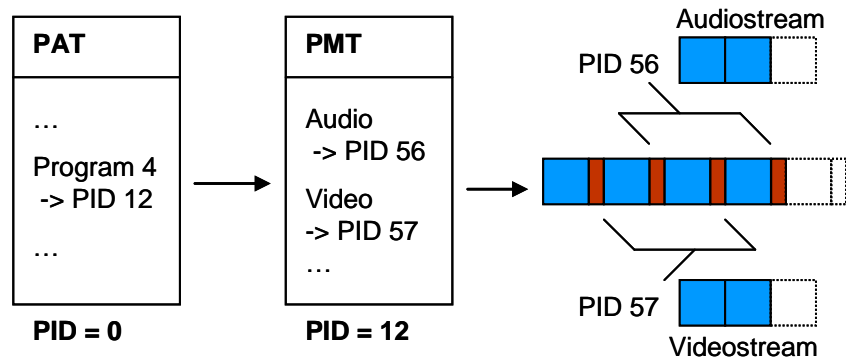 PAT
…
Program 4
-> PID 12
…
PID = 0
PMT
Audio
-> PID 56
Video
-> PID 57
…
PID = 12
Audiostream
PID 56
PID 57
Videostream